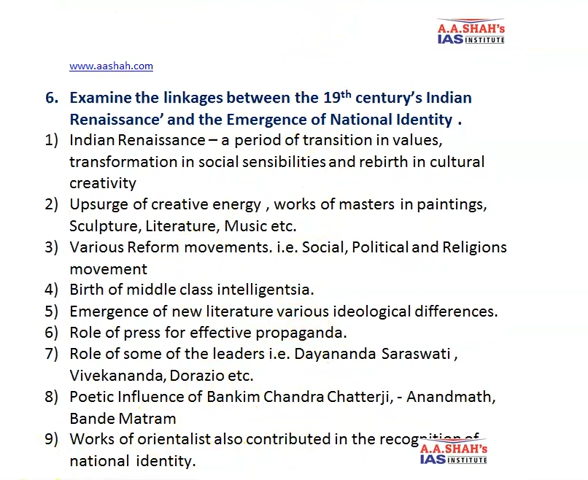 A.A.SHAH's
IAS INSTITUTE
www.aashah.com
6. Examine the linkages between the 19th century's Indian
Renaissance' and the Emergence of National Identity .
1) Indian Renaissance – a period of transition in values,
transformation in social sensibilities and rebirth in cultural
creativity
2) Upsurge of creative energy , works of masters in paintings,
Sculpture, Literature, Music etc.
3) Various Reform movements. i.e. Social, Political and Religions
movement
4) Birth of middle class intelligentsia.
5) Emergence of new literature various ideological differences.
6) Role of press for effective propaganda.
7) Role of some of the leaders i.e. Dayananda Saraswati ,
Vivekananda, Dorazio etc.
8) Poetic Influence of Bankim Chandra Chatterji, - Anandmath,
Bande Matram
9) Works of orientalist also contributed in the recognition of
national identity.
A.A.SHAH's
IAS INSTITUTE